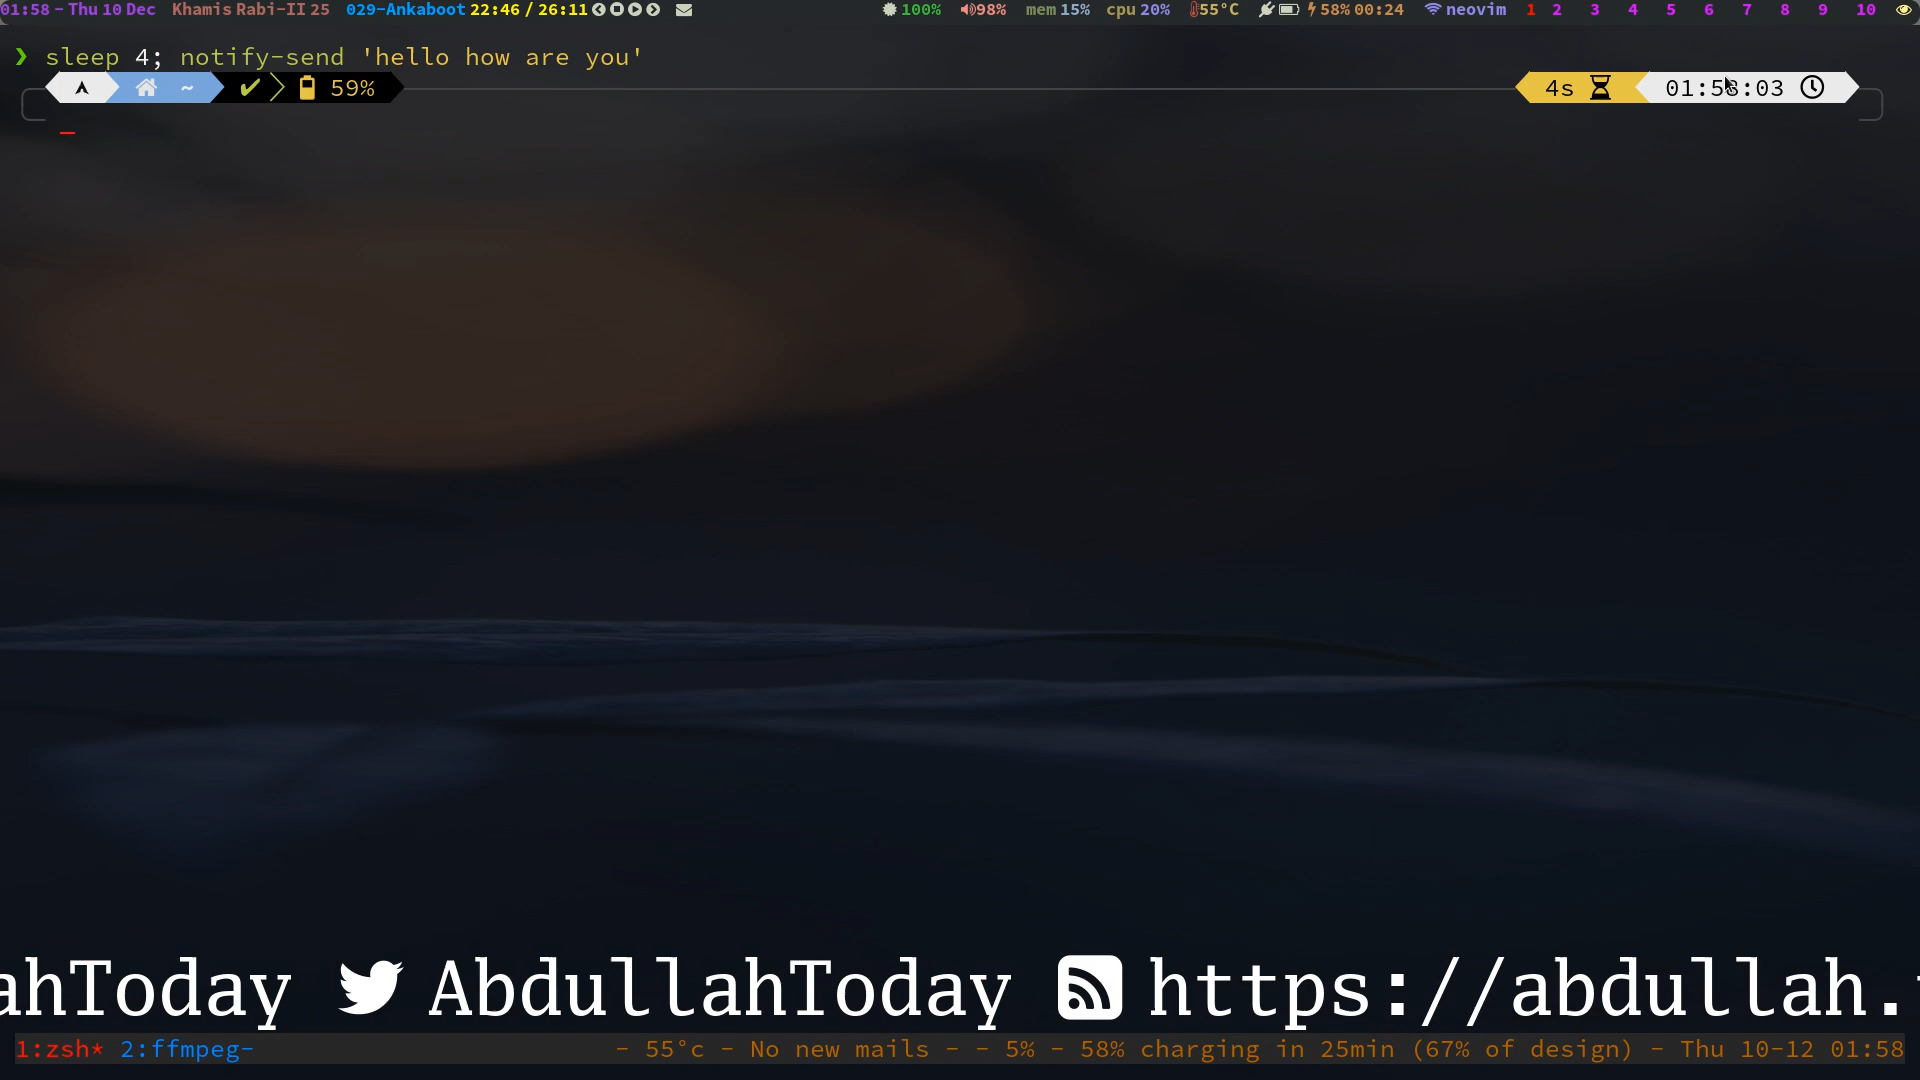 01:58 - Thu 10 Dec Khamis Rabi-II 25 029-Ankaboot 22:46 / 26:11 100% 98% mem 15% cpu 20% 55°C 58% 00:24 neovim 1 2 3 4 5 6 7 8 9 10
❯ sleep 4; notify-send 'hello how are you'
~ ✔ 59% 4s 01:58:03
ahToday AbdullahToday https://abdullah.
1:zsh* 2:ffmpeg- - 55°c - No new mails - - 5% - 58% charging in 25min (67% of design) - Thu 10-12 01:58